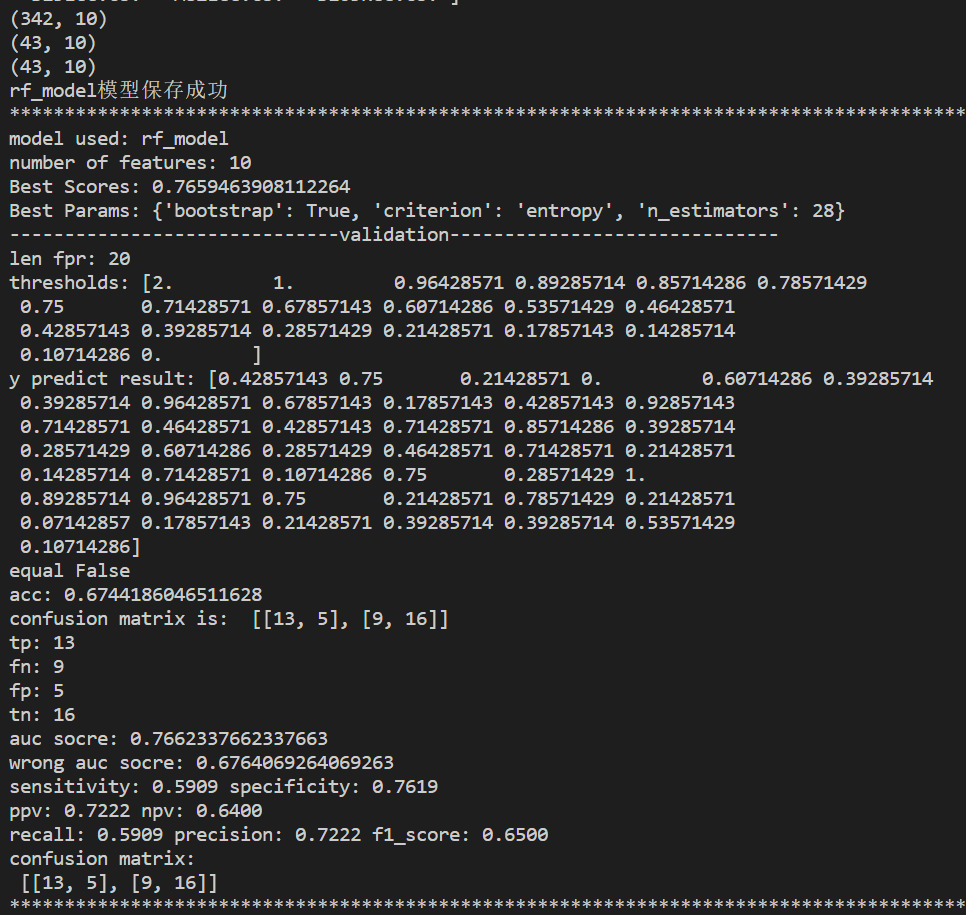 (342, 10)
(43, 10)
(43, 10)
rf_model模型保存成功
****************************************************************************************
model used: rf_model
number of features: 10
Best Scores: 0.7659463908112264
Best Params: {'bootstrap': True, 'criterion': 'entropy', 'n_estimators': 28}
------------------------------validation------------------------------
len fpr: 20
thresholds: [2.         1.         0.96428571 0.89285714 0.85714286 0.78571429
 0.75       0.71428571 0.67857143 0.60714286 0.53571429 0.46428571
 0.42857143 0.39285714 0.28571429 0.21428571 0.17857143 0.14285714
 0.10714286 0.        ]
y predict result: [0.42857143 0.75       0.21428571 0.         0.60714286 0.39285714
 0.39285714 0.96428571 0.67857143 0.17857143 0.42857143 0.92857143
 0.71428571 0.46428571 0.42857143 0.71428571 0.85714286 0.39285714
 0.28571429 0.60714286 0.28571429 0.46428571 0.71428571 0.21428571
 0.14285714 0.71428571 0.10714286 0.75       0.28571429 1.
 0.89285714 0.96428571 0.75       0.21428571 0.78571429 0.21428571
 0.07142857 0.17857143 0.21428571 0.39285714 0.39285714 0.53571429
 0.10714286]
equal False
acc: 0.6744186046511628
confusion matrix is:  [[13, 5], [9, 16]]
tp: 13
fn: 9
fp: 5
tn: 16
auc socre: 0.7662337662337663
wrong auc socre: 0.6764069264069263
sensitivity: 0.5909 specificity: 0.7619
ppv: 0.7222 npv: 0.6400
recall: 0.5909 precision: 0.7222 f1_score: 0.6500
confusion matrix:
 [[13, 5], [9, 16]]
****************************************************************************************